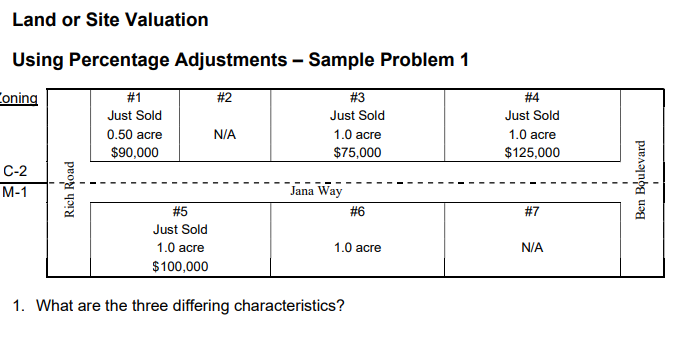 Land or Site Valuation
Using Percentage Adjustments – Sample Problem 1
oning
#1 #2 #3 #4
Just Sold Just Sold Just Sold
0.50 acre N/A 1.0 acre 1.0 acre
$90,000 $75,000 $125,000
C-2
M-1
Rich Road
Jana Way
Ben Boulevard
#5 #6 #7
Just Sold
1.0 acre 1.0 acre N/A
$100,000
1. What are the three differing characteristics?